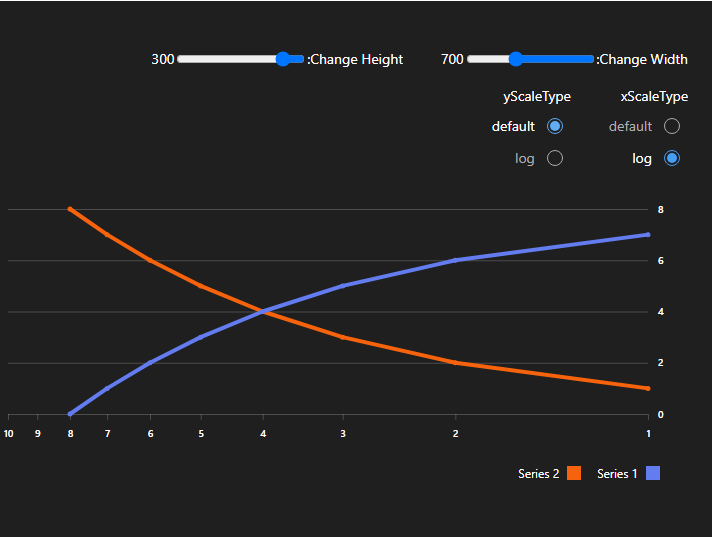 300 :Change Height 700 :Change Width
yScaleType xScaleType
default default
log log
8
6
4
2
0
10 9 8 7 6 5 4 3 2 1
Series 2 Series 1